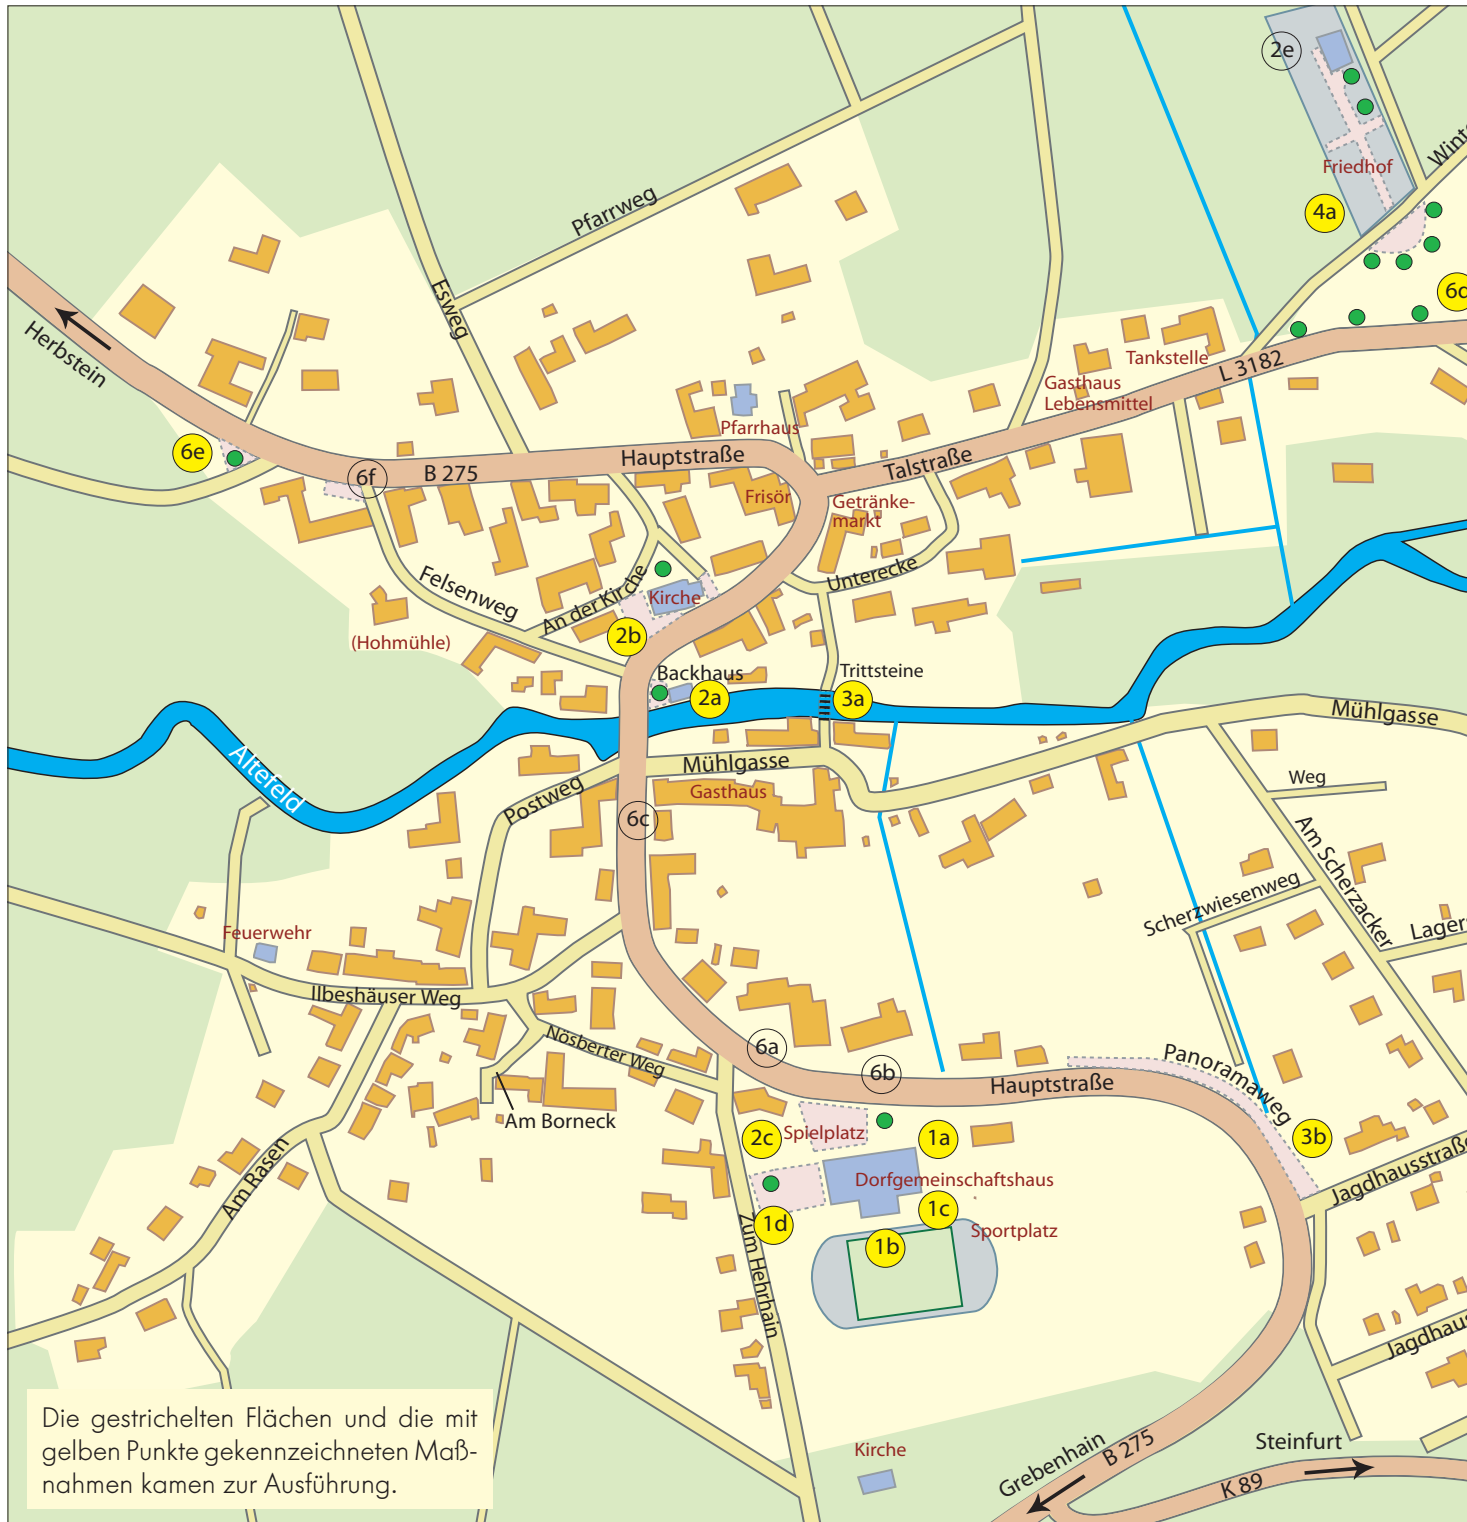 2e
Winte
Friedhof
4a
Pfarrweg
6d
Esweg
Herbstein
Tankstelle
L 3182
Gasthaus
Lebensmittel
Pfarrhaus
6e
6f
B 275
Hauptstraße
Talstraße
Frisör
Getränke-
markt
Unterecke
Felsenweg
An der Kirche
Kirche
(Hohmühle)
2b
Backhaus
2a
Trittsteine
3a
Mühlgasse
Altefeld
Mühlgasse
Postweg
Gasthaus
6c
Weg
Am Scherzacker
Scherzwiesenweg
Lagers
Feuerwehr
Ilbeshäuser Weg
Nösberter Weg
6a
6b
Hauptstraße
Panoramaweg
Am Borneck
2c
Spielplatz
1a
3b
Am Rasen
Dorfgemeinschaftshaus
Jagdhausstraße
1d
1c
Sportplatz
1b
Zum Hehrhain
Jagdhaus
Die gestrichelten Flächen und die mit
gelben Punkte gekennzeichneten Maß-
nahmen kamen zur Ausführung.
Kirche
Grebenhain
B 275
Steinfurt
K 89